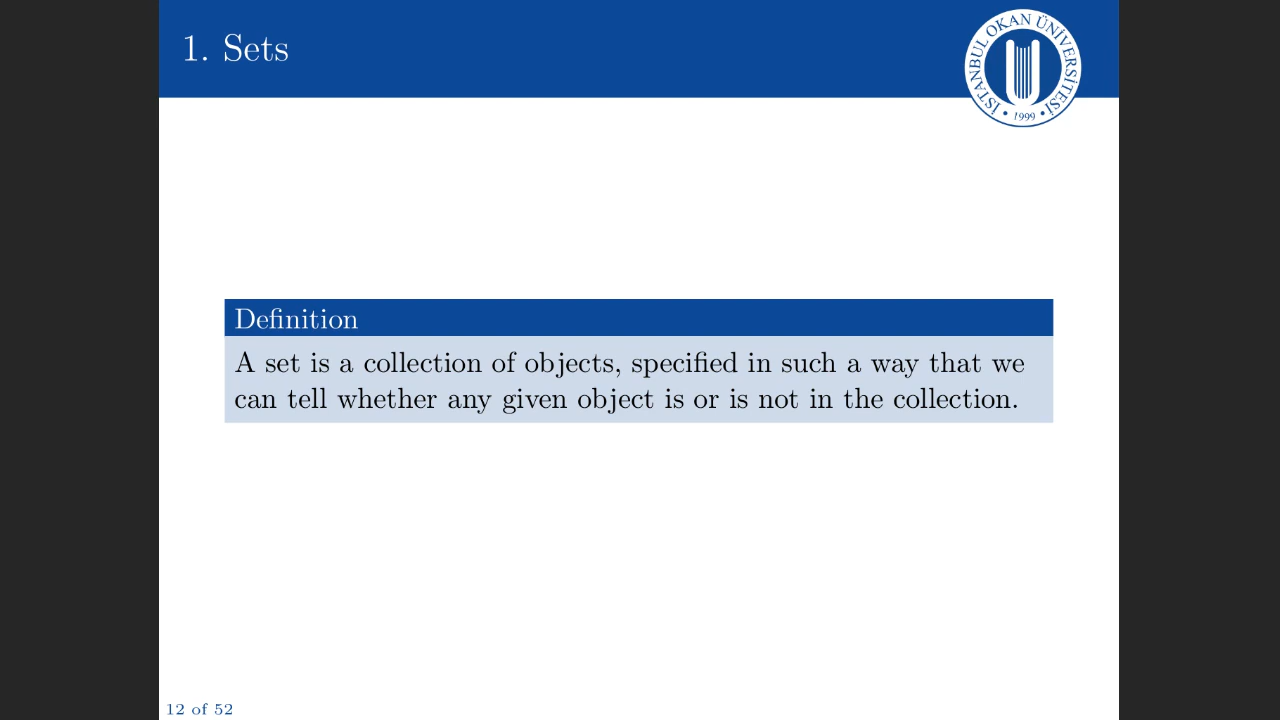 1. Sets
İSTANBUL OKAN ÜNİVERSİTESİ
• 1999 •
Definition
A set is a collection of objects, specified in such a way that we
can tell whether any given object is or is not in the collection.
12 of 52